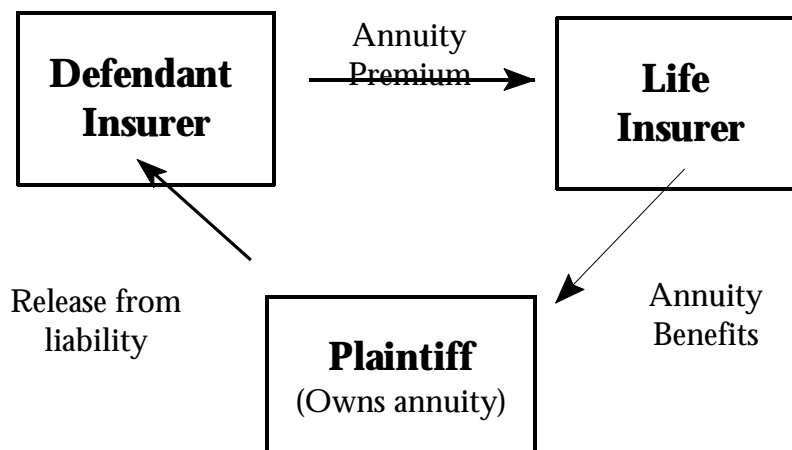 Annuity
Premium
Defendant
Insurer
Life
Insurer
Release from
liability
Annuity
Benefits
Plaintiff
(Owns annuity)